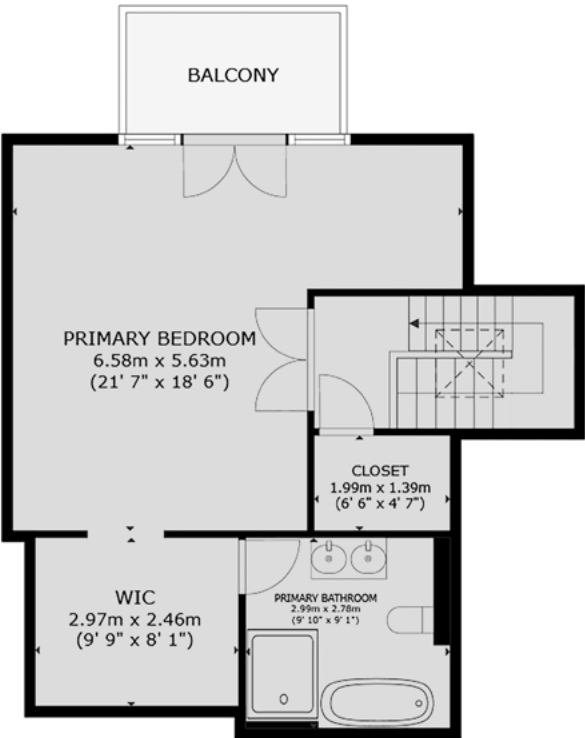 BALCONY
PRIMARY BEDROOM
6.58m x 5.63m
(21' 7" x 18' 6")
CLOSET
1.99m x 1.39m
(6' 6" x 4' 7")
WIC
2.97m x 2.46m
(9' 9" x 8' 1")
PRIMARY BATHROOM
2.99m x 2.78m
(9' 10" x 9' 1")